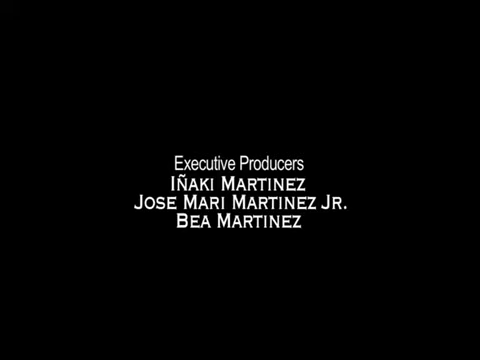 Executive Producers
Iñaki Martinez
Jose Mari Martinez Jr.
Bea Martinez